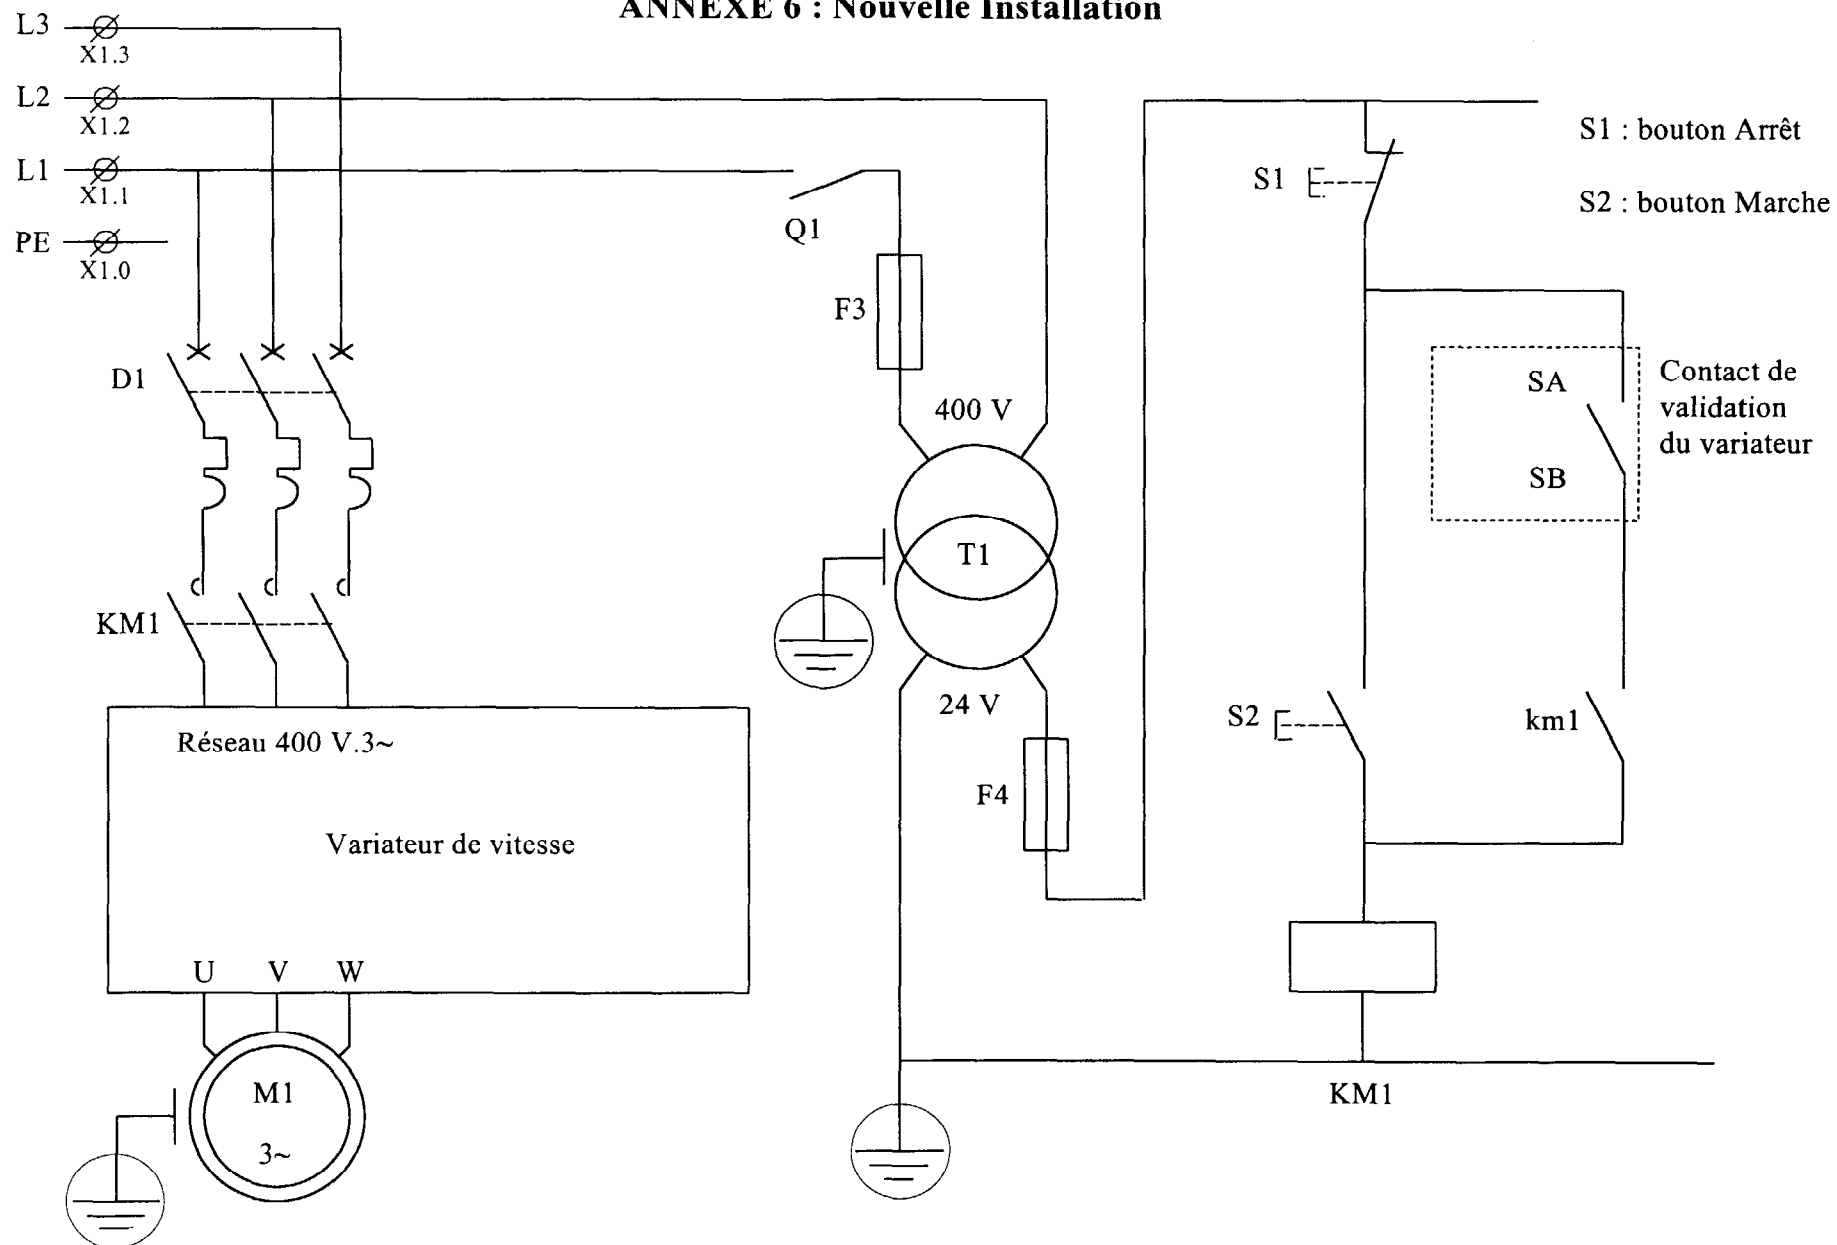 ANNEXE 6 : Nouvelle Installation
L3
X1.3
L2
X1.2
L1
X1.1
PE
X1.0
Q1
F3
D1
400 V
T1
24 V
F4
KM1
Réseau 400 V.3~
Variateur de vitesse
U V W
M1
3~
S1
S1 : bouton Arrêt
S2 : bouton Marche
SA
SB
Contact de
validation
du variateur
S2
km1
KM1